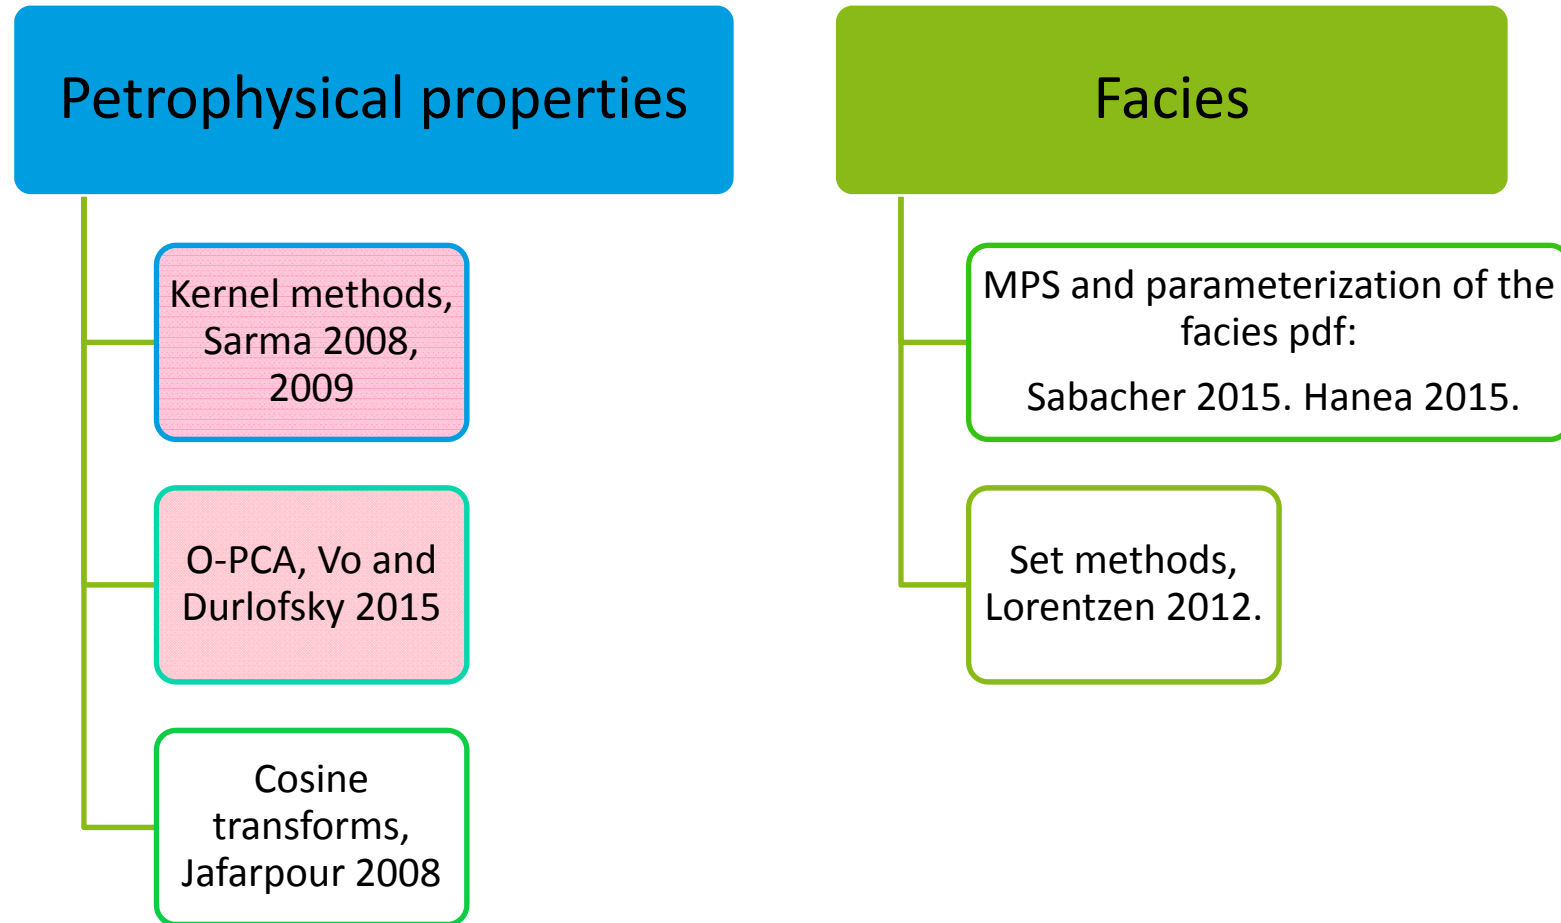 Petrophysical properties
Kernel methods,
Sarma 2008,
2009
O-PCA, Vo and
Durlofsky 2015
Cosine
transforms,
Jafarpour 2008
Facies
MPS and parameterization of the
facies pdf:
Sabacher 2015. Hanea 2015.
Set methods,
Lorentzen 2012.